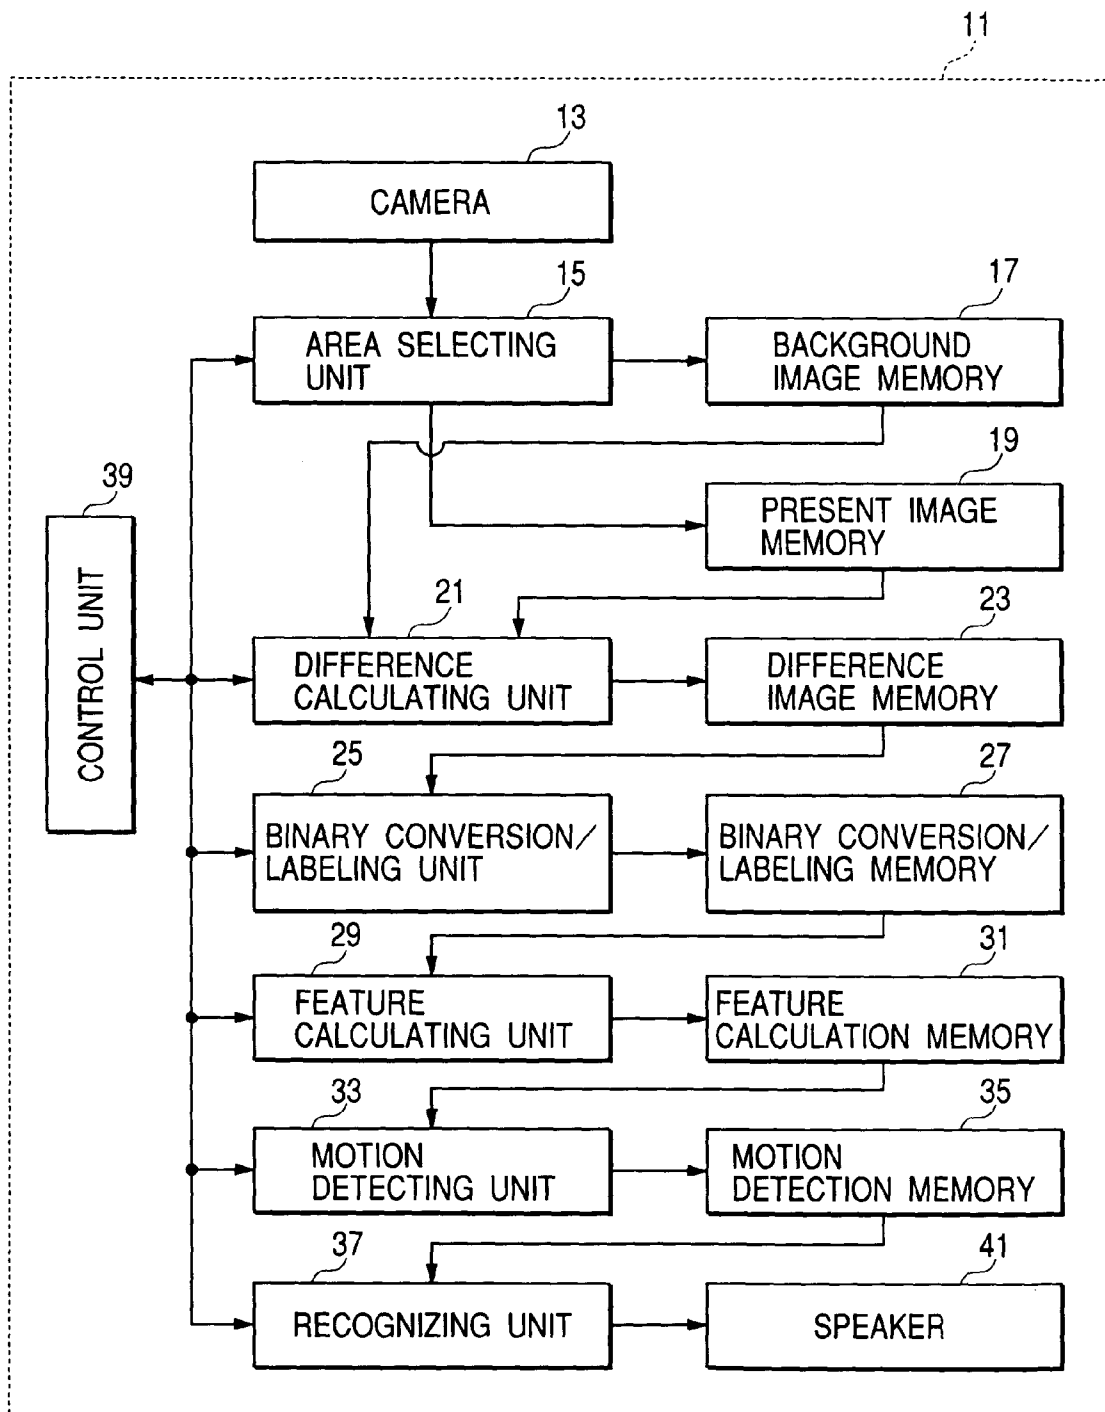 11
13
CAMERA
15
AREA SELECTING
UNIT
17
BACKGROUND
IMAGE MEMORY
19
PRESENT IMAGE
MEMORY
39
CONTROL UNIT
21
DIFFERENCE
CALCULATING UNIT
23
DIFFERENCE
IMAGE MEMORY
25
BINARY CONVERSION/
LABELING UNIT
27
BINARY CONVERSION/
LABELING MEMORY
29
FEATURE
CALCULATING UNIT
31
FEATURE
CALCULATION MEMORY
33
MOTION
DETECTING UNIT
35
MOTION
DETECTION MEMORY
37
RECOGNIZING UNIT
41
SPEAKER